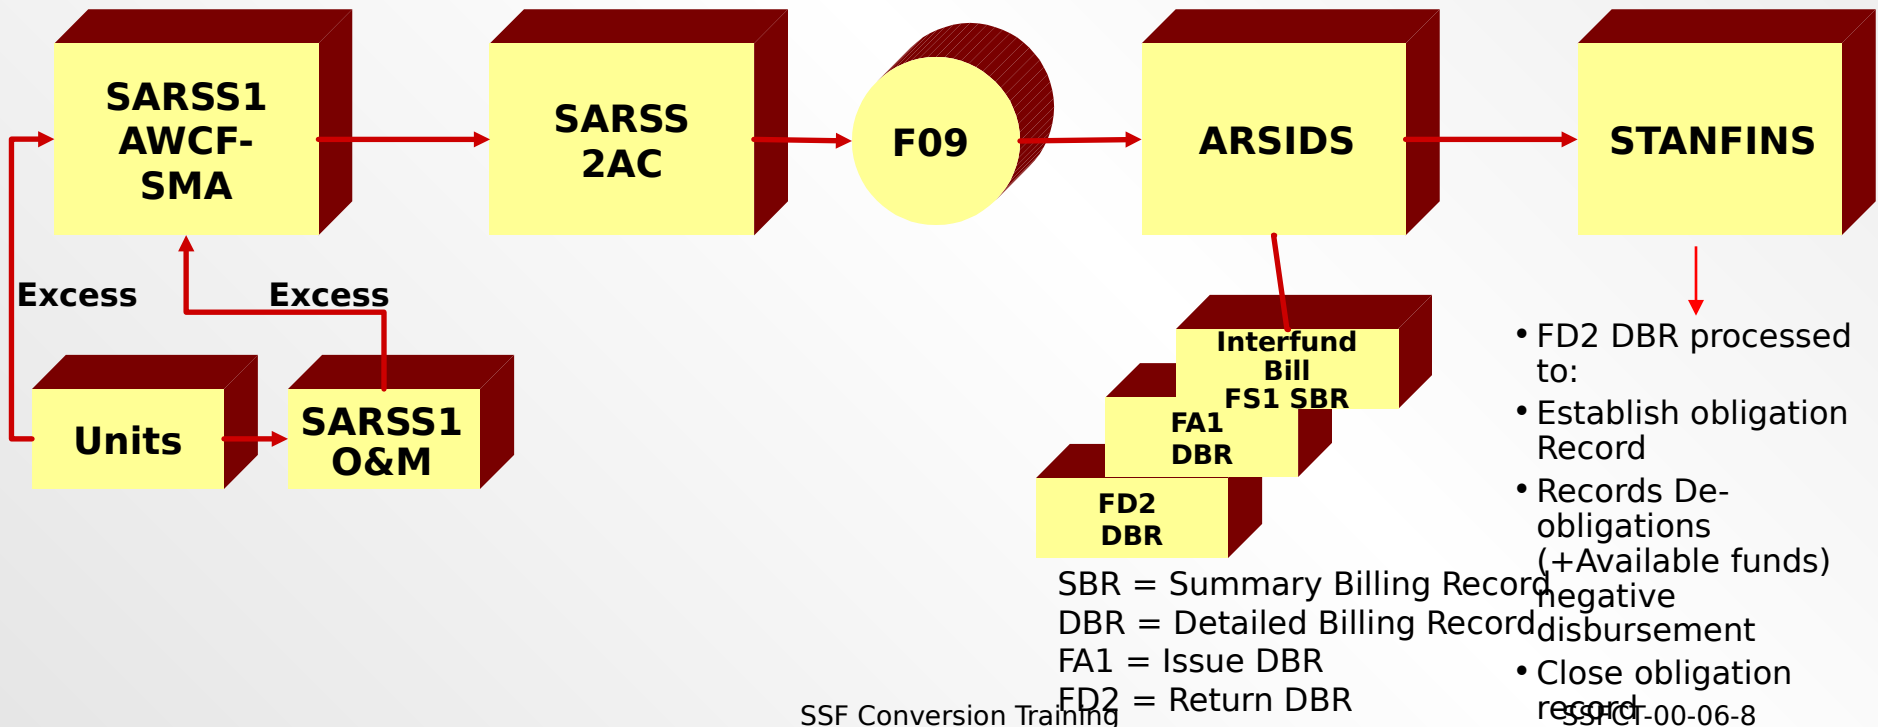 SARSS1
AWCF-
SMA
SARSS
2AC
F09
ARSIDS
STANFINS
Excess
Excess
Units
SARSS1
O&M
Interfund
Bill
FS1 SBR
FA1
DBR
FD2
DBR
SBR = Summary Billing Record
DBR = Detailed Billing Record
FA1 = Issue DBR
FD2 = Return DBR
• FD2 DBR processed
to:
• Establish obligation
Record
• Records De-
obligations
(+Available funds)
negative
disbursement
• Close obligation
record
SSF Conversion Training
SSFCT-00-06-8